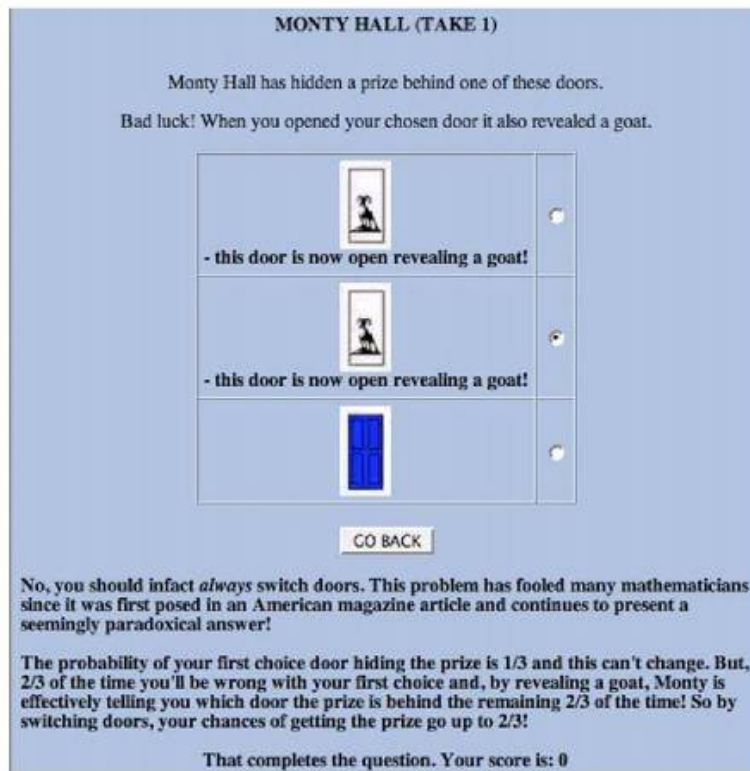 MONTY HALL (TAKE 1)
Monty Hall has hidden a prize behind one of these doors.
Bad luck! When you opened your chosen door it also revealed a goat.
- this door is now open revealing a goat!
- this door is now open revealing a goat!
GO BACK
No, you should infact always switch doors. This problem has fooled many mathematicians
since it was first posed in an American magazine article and continues to present a
seemingly paradoxical answer!
The probability of your first choice door hiding the prize is 1/3 and this can't change. But,
2/3 of the time you'll be wrong with your first choice and, by revealing a goat, Monty is
effectively telling you which door the prize is behind the remaining 2/3 of the time! So by
switching doors, your chances of getting the prize go up to 2/3!
That completes the question. Your score is: 0